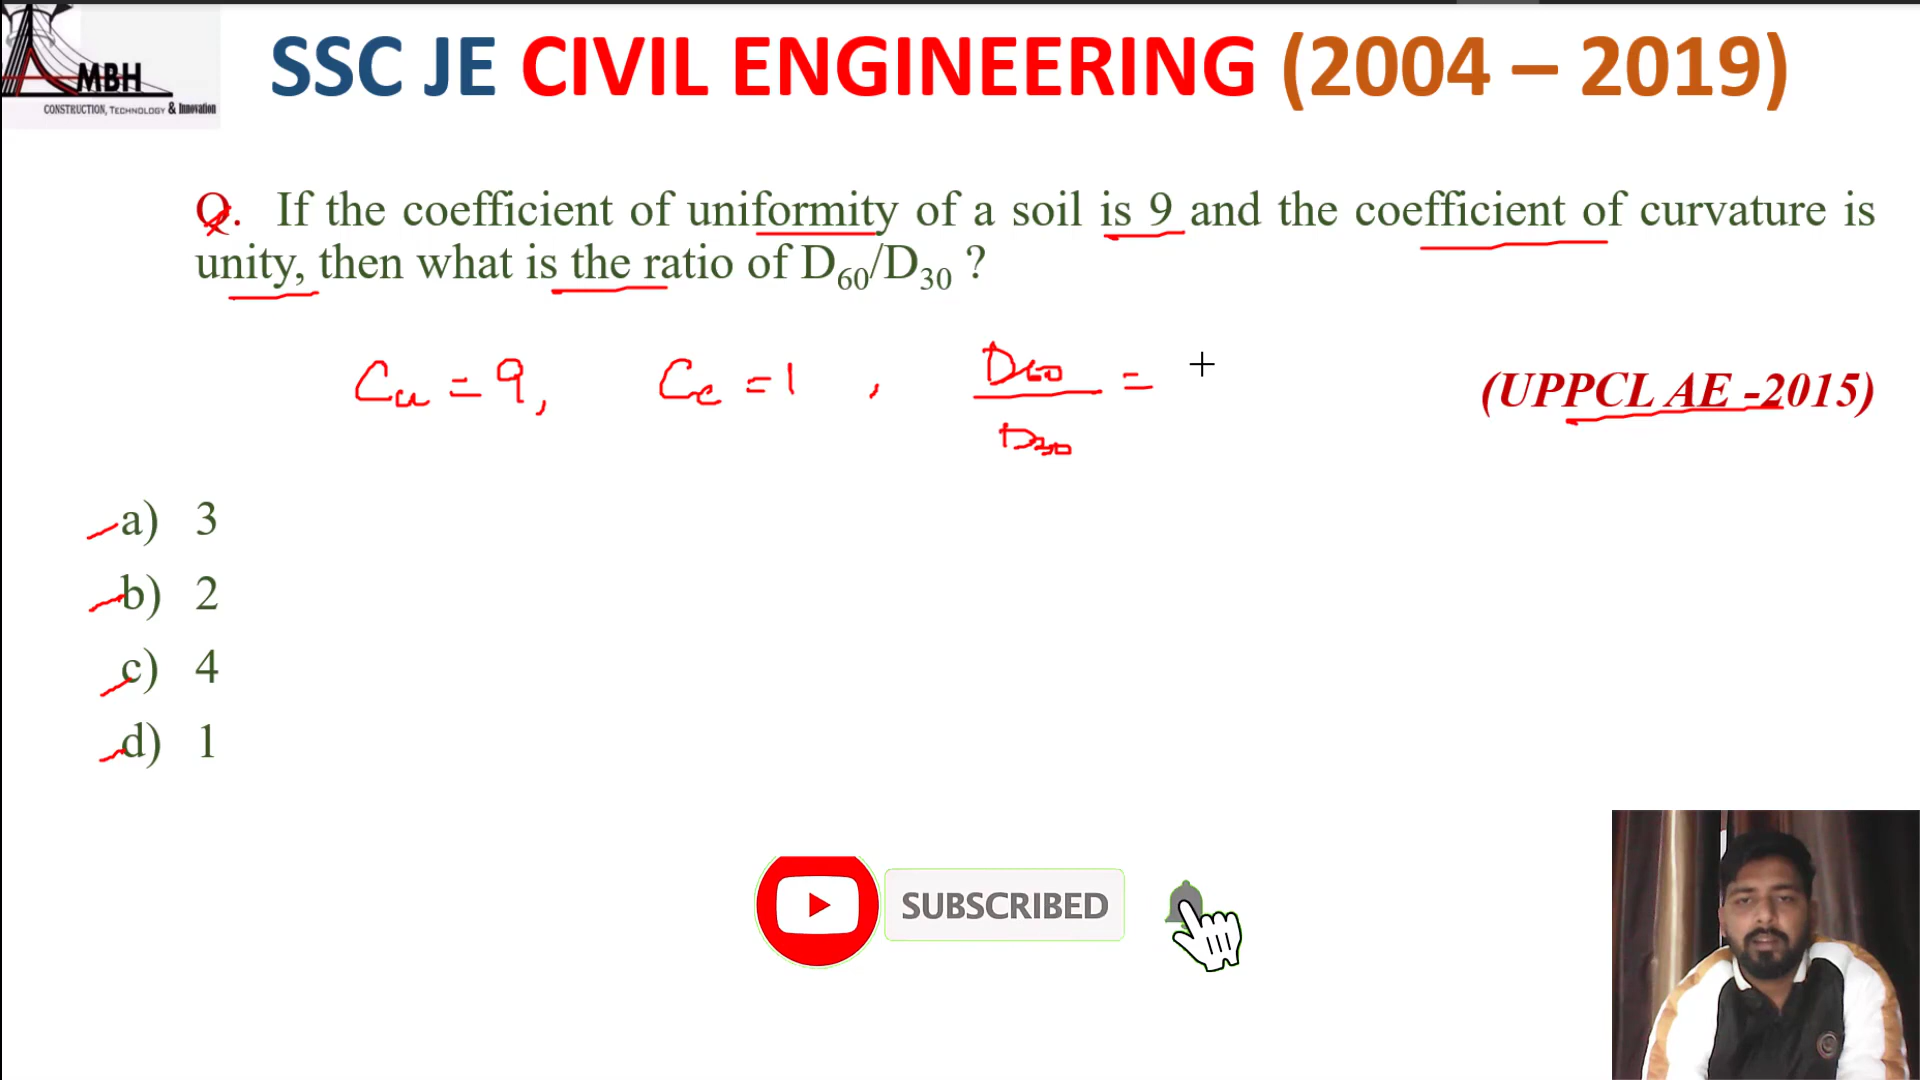 MBH
CONSTRUCTION, TECHNOLOGY & Innovation
SSC JE CIVIL ENGINEERING (2004 – 2019)
Q. If the coefficient of uniformity of a soil is 9 and the coefficient of curvature is
unity, then what is the ratio of D60/D30 ?
Cu = 9, Cc = 1 , D60/D30 =
(UPPCL AE -2015)
a) 3
b) 2
c) 4
d) 1
SUBSCRIBED